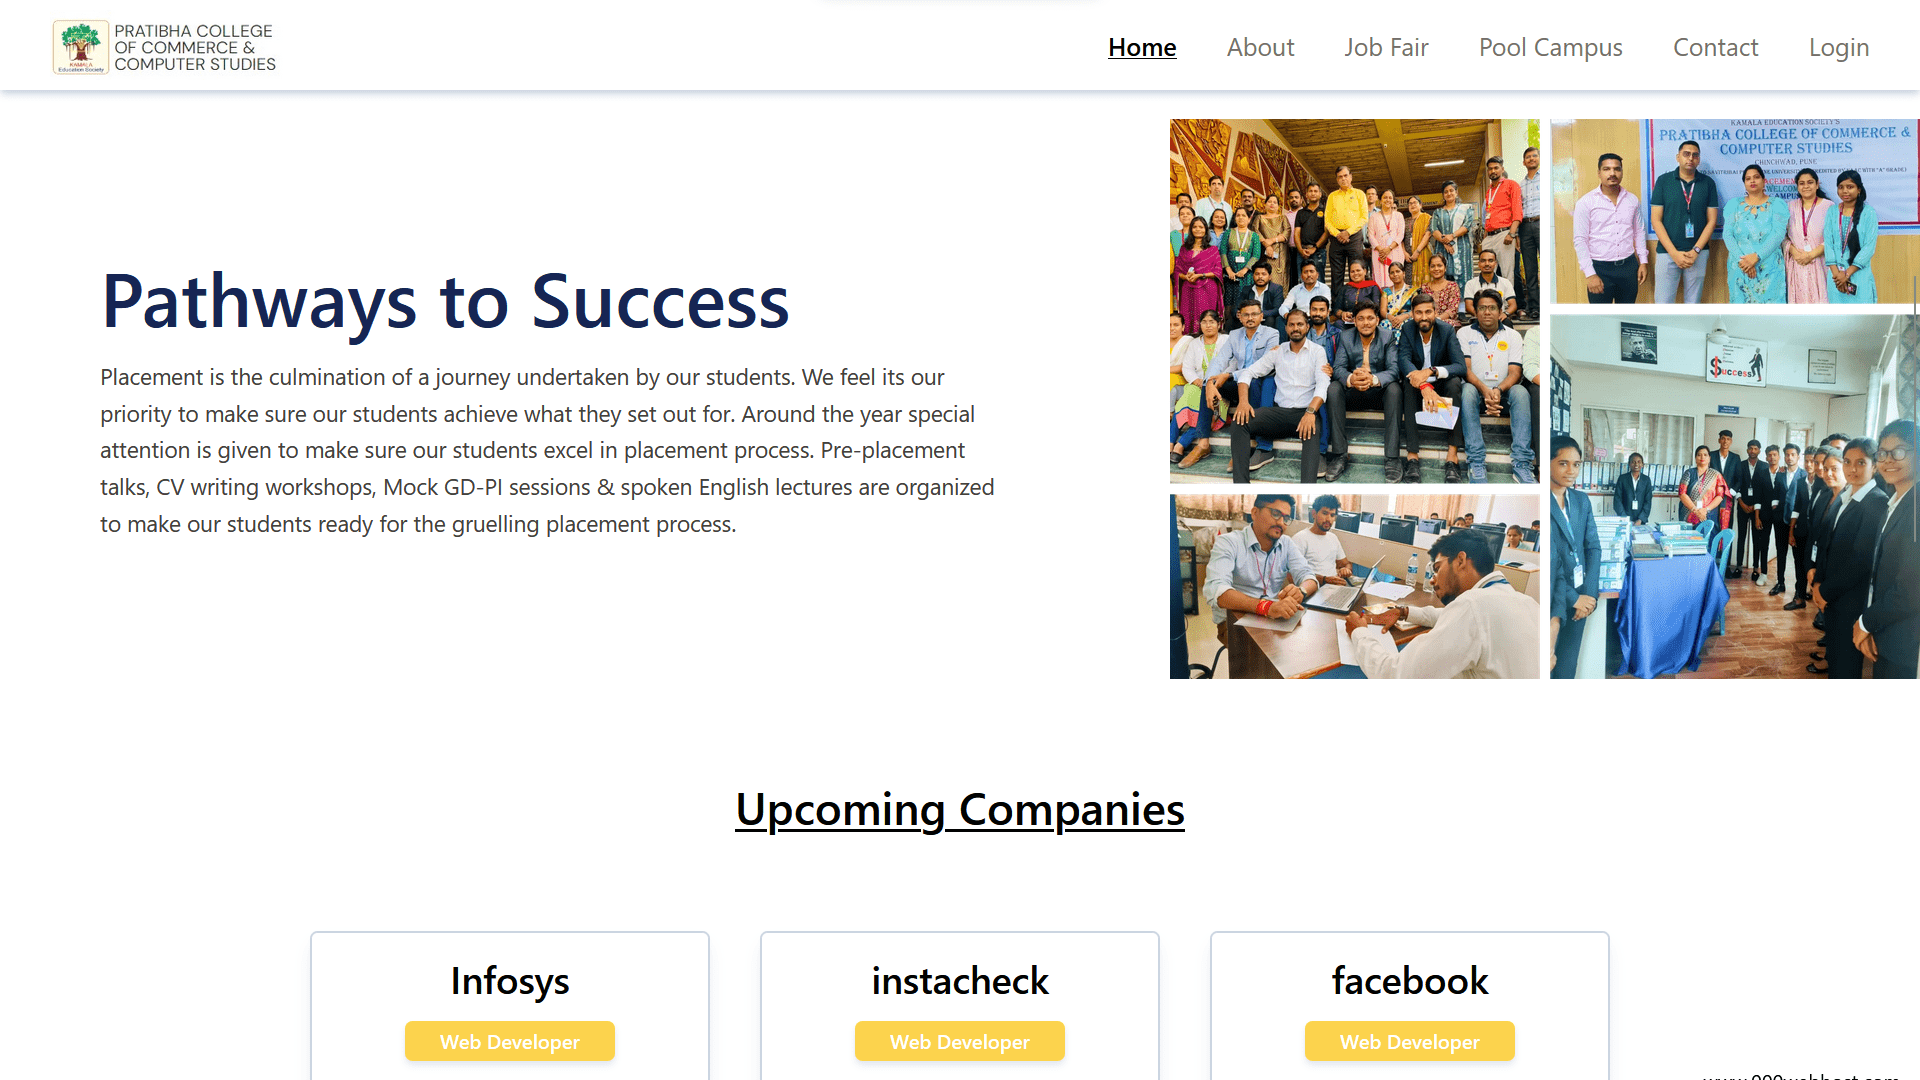 KAMALA
Education Society
PRATIBHA COLLEGE
OF COMMERCE &
COMPUTER STUDIES
Home
About
Job Fair
Pool Campus
Contact
Login
Pathways to Success
Placement is the culmination of a journey undertaken by our students. We feel its our
priority to make sure our students achieve what they set out for. Around the year special
attention is given to make sure our students excel in placement process. Pre-placement
talks, CV writing workshops, Mock GD-PI sessions & spoken English lectures are organized
to make our students ready for the gruelling placement process.
KAMALA EDUCATION SOCIETY'S
PRATIBHA COLLEGE OF COMMERCE &
COMPUTER STUDIES
CHINCHWAD, PUNE
Success
Upcoming Companies
Infosys
Web Developer
instacheck
Web Developer
facebook
Web Developer